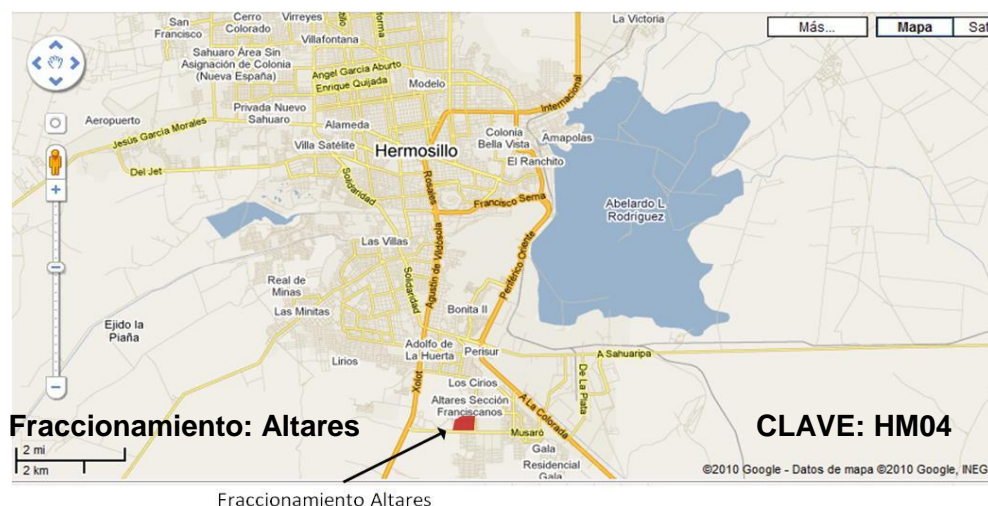 San
Francisco
Cerro
Colorado
Virreyes
Villafontana
La Victoria
Más...
Mapa
Sat
Sahuaro Área Sin
Asignación de Colonia
(Nueva España)
Angel García Aburto
Enrique Quijada
Modelo
Internacional
Privada Nuevo
Sahuaro
Aeropuerto
Jesús García Morales
Alameda
Villa Satélite
Hermosillo
Colonia
Bella Vista
Amapolas
El Ranchito
Del Jet
Solidaridad
Rosales
Francisco Serna
Abelardo L
Rodriguez
Las Villas
Agustín de Vildósola
Periférico Oriente
Real de
Minas
Solidaridad
Las Minitas
Bonita II
Ejido la
Piaña
Adolfo de
La Huerta
Perisur
A Sahuaripa
Lirios
Xolot
Los Cirios
De La Plata
Altares Sección
Franciscanos
A La Colorada
Fraccionamiento: Altares
CLAVE: HM04
Musaró
Gala
Residencial
Gala
2 mi
2 km
©2010 Google - Datos de mapa ©2010 Google, INEG
Fraccionamiento Altares